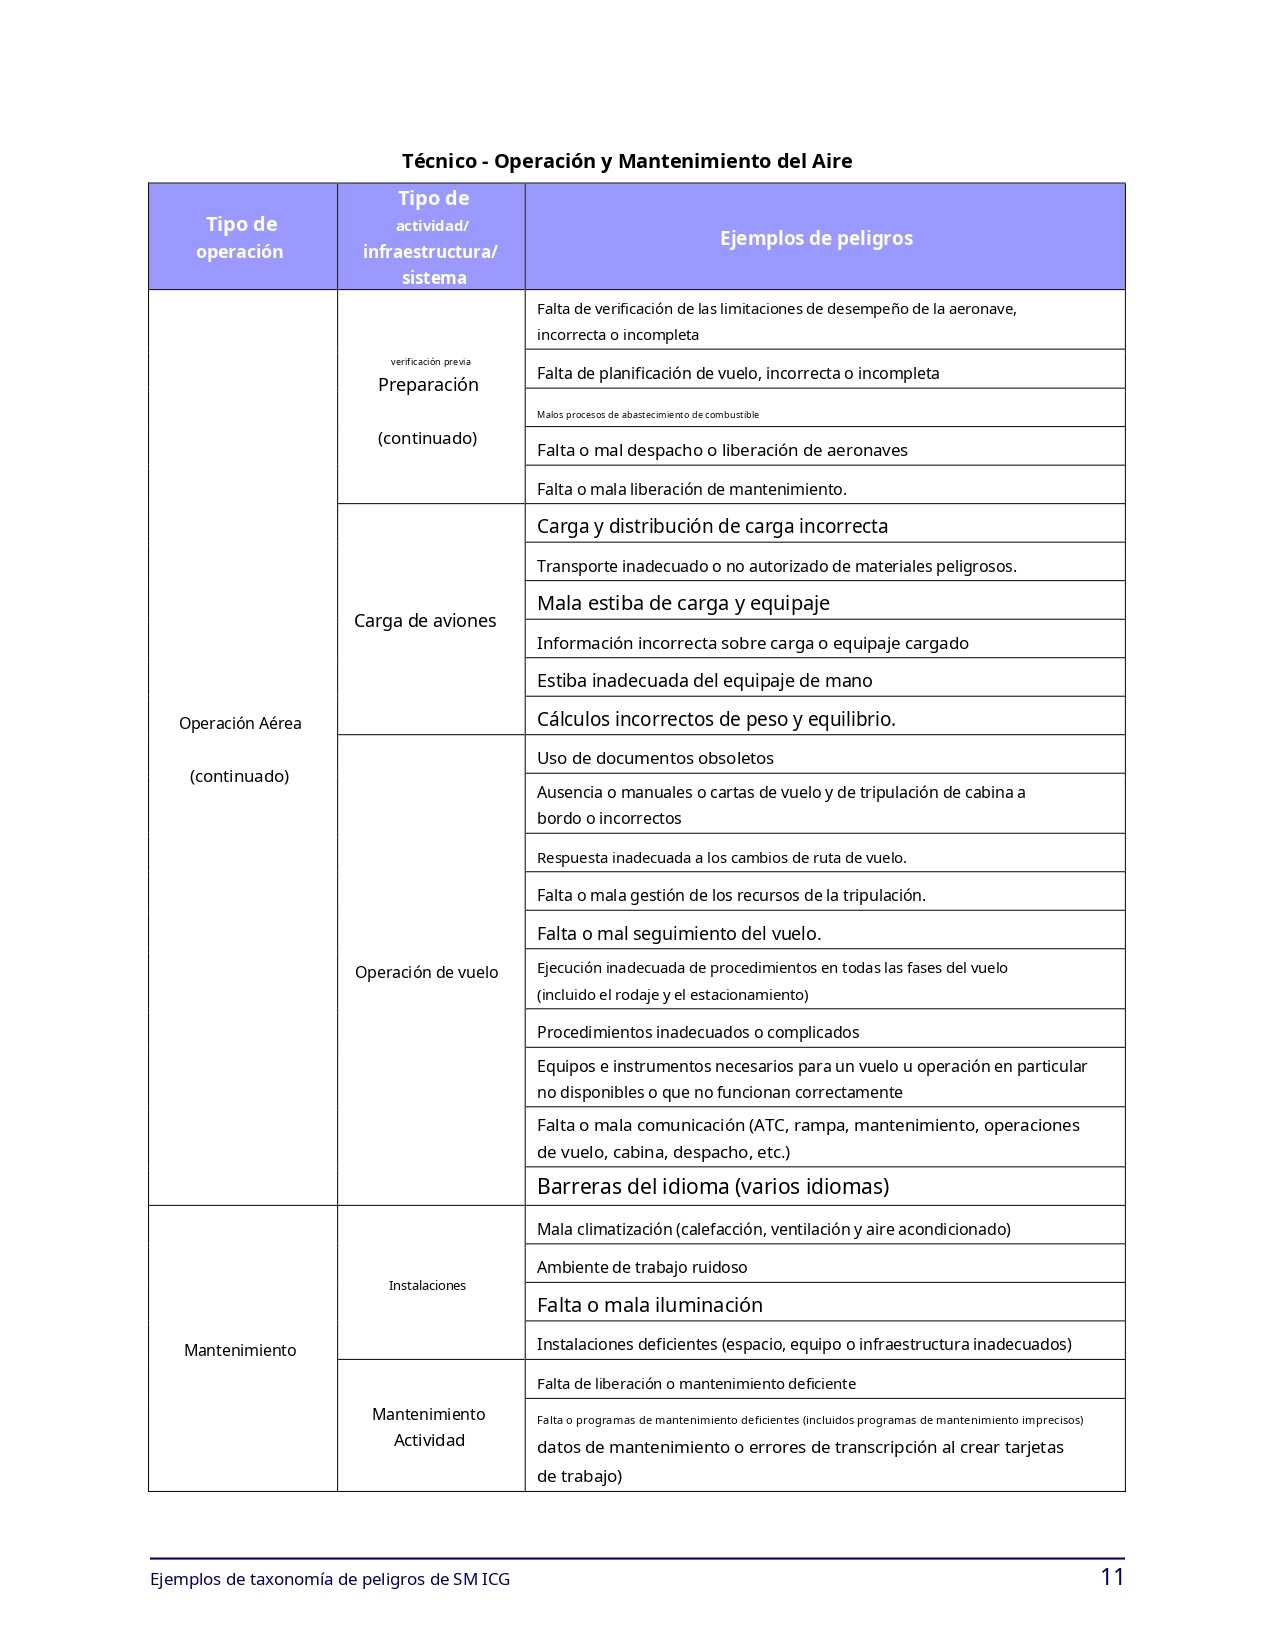 Técnico - Operación y Mantenimiento del Aire
Tipo de
operación
Tipo de
actividad/
infraestructura/
sistema
Ejemplos de peligros
Operación Aérea
(continuado)
verificación previa
Preparación
(continuado)
Falta de verificación de las limitaciones de desempeño de la aeronave,
incorrecta o incompleta
Falta de planificación de vuelo, incorrecta o incompleta
Malos procesos de abastecimiento de combustible
Falta o mal despacho o liberación de aeronaves
Falta o mala liberación de mantenimiento.
Carga de aviones
Carga y distribución de carga incorrecta
Transporte inadecuado o no autorizado de materiales peligrosos.
Mala estiba de carga y equipaje
Información incorrecta sobre carga o equipaje cargado
Estiba inadecuada del equipaje de mano
Cálculos incorrectos de peso y equilibrio.
Operación de vuelo
Uso de documentos obsoletos
Ausencia o manuales o cartas de vuelo y de tripulación de cabina a
bordo o incorrectos
Respuesta inadecuada a los cambios de ruta de vuelo.
Falta o mala gestión de los recursos de la tripulación.
Falta o mal seguimiento del vuelo.
Ejecución inadecuada de procedimientos en todas las fases del vuelo
(incluido el rodaje y el estacionamiento)
Procedimientos inadecuados o complicados
Equipos e instrumentos necesarios para un vuelo u operación en particular
no disponibles o que no funcionan correctamente
Falta o mala comunicación (ATC, rampa, mantenimiento, operaciones
de vuelo, cabina, despacho, etc.)
Barreras del idioma (varios idiomas)
Mantenimiento
Instalaciones
Mala climatización (calefacción, ventilación y aire acondicionado)
Ambiente de trabajo ruidoso
Falta o mala iluminación
Instalaciones deficientes (espacio, equipo o infraestructura inadecuados)
Mantenimiento
Actividad
Falta de liberación o mantenimiento deficiente
Falta o programas de mantenimiento deficientes (incluidos programas de mantenimiento imprecisos)
datos de mantenimiento o errores de transcripción al crear tarjetas
de trabajo)
Ejemplos de taxonomía de peligros de SM ICG
11